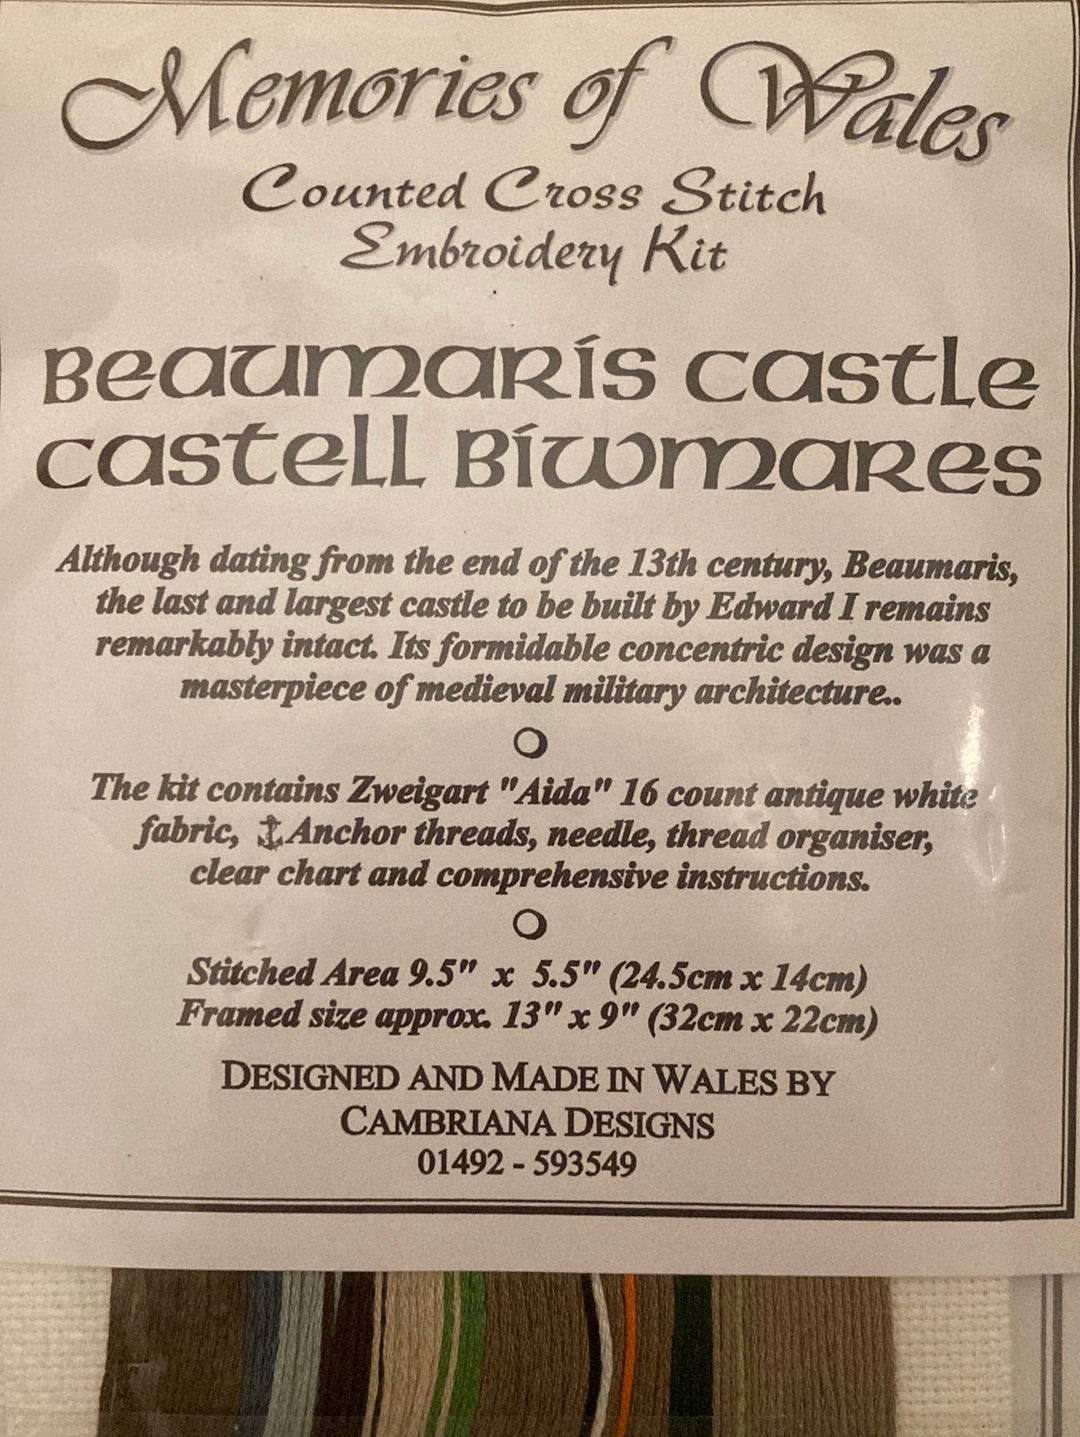 Memories of Wales
Counted Cross Stitch
Embroidery Kit
Beaumarís Castle
Castell Bíwmares
Although dating from the end of the 13th century, Beaumaris,
the last and largest castle to be built by Edward I remains
remarkably intact. Its formidable concentric design was a
masterpiece of medieval military architecture..
The kit contains Zweigart "Aida" 16 count antique white
fabric, Anchor threads, needle, thread organiser,
clear chart and comprehensive instructions.
Stitched Area 9.5" x 5.5" (24.5cm x 14cm)
Framed size approx. 13" x 9" (32cm x 22cm)
DESIGNED AND MADE IN WALES BY
CAMBRIANA DESIGNS
01492 - 593549